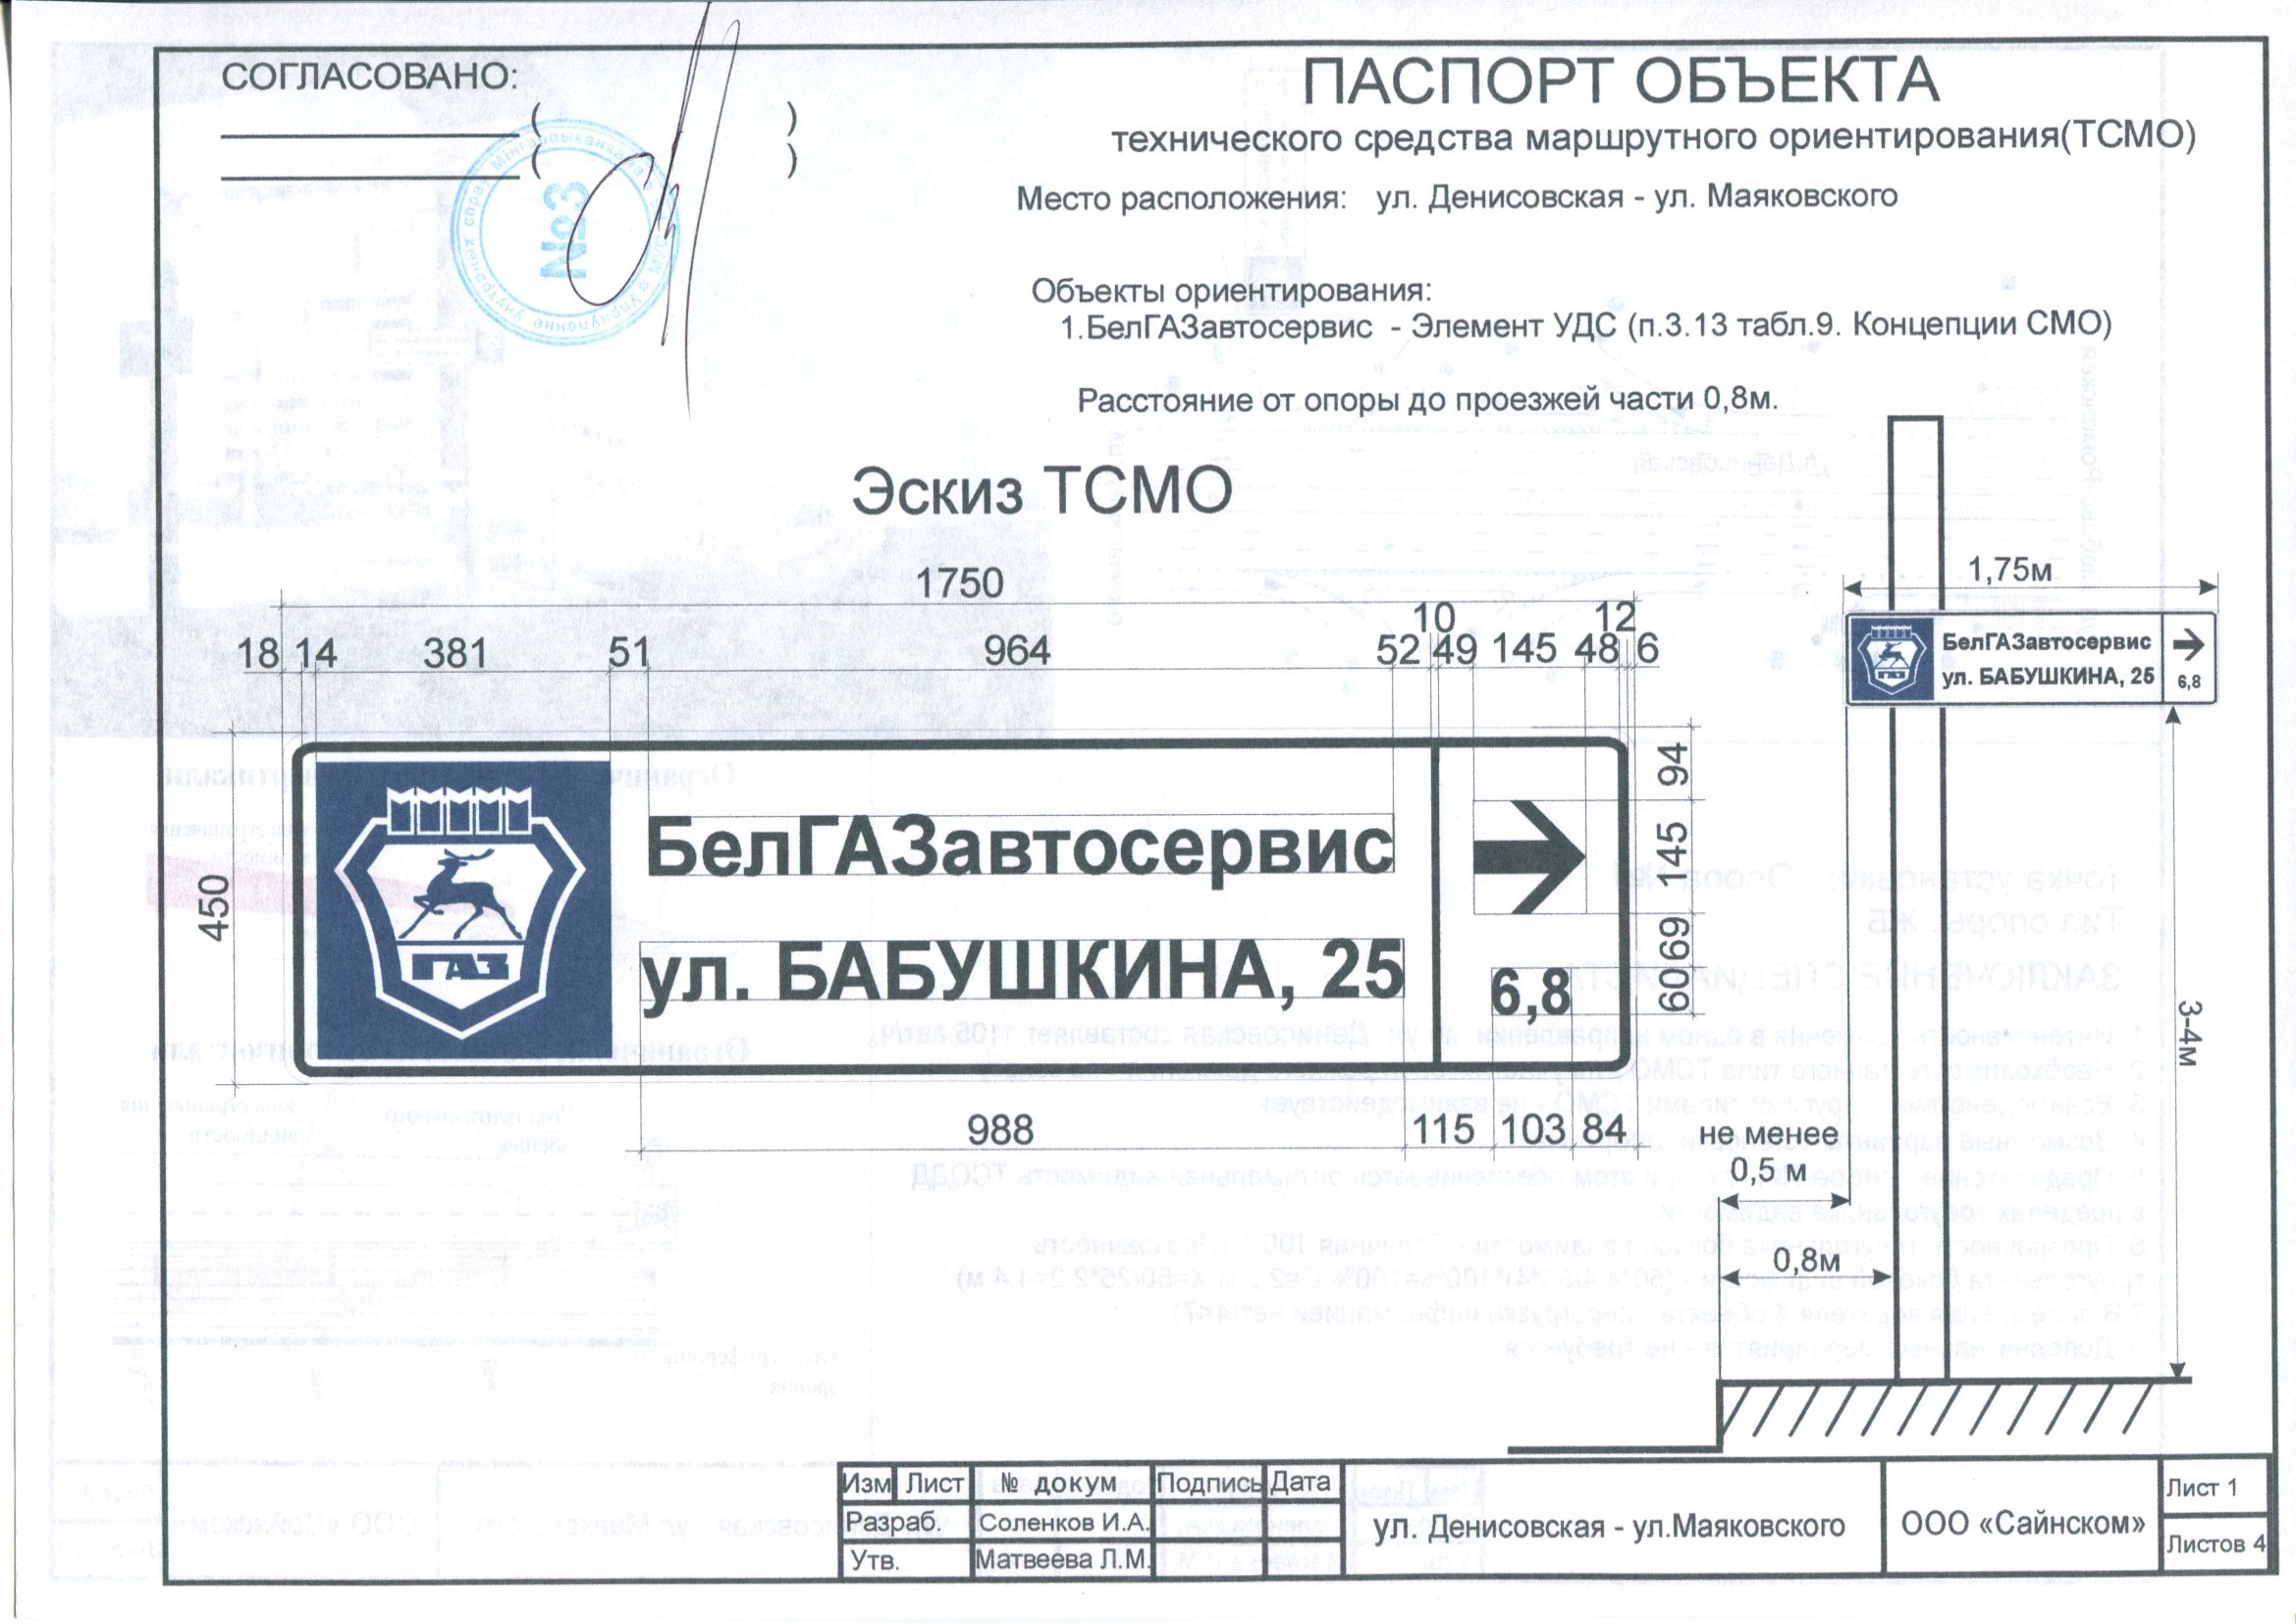 СОГЛАСОВАНО:
ПАСПОРТ ОБЪЕКТА
технического средства маршрутного ориентирования(ТСМО)
Место расположения: ул. Денисовская - ул. Маяковского
№3
Объекты ориентирования:
1.БелГАЗавтосервис - Элемент УДС (п.3.13 табл.9. Концепции СМО)
Расстояние от опоры до проезжей части 0,8м.
Эскиз ТСМО
1750
10 12
18 14 381 51 964 52 49 145 48 6
1,75м
БелГАЗавтосервис
ул. БАБУШКИНА, 25
6,8
94
145
69
66
450
ГАЗ
БелГАЗавтосервис
ул. БАБУШКИНА, 25
6,8
3-4м
988 115 103 84
не менее
0,5 м
0,8м
Изм Лист № докум Подпись Дата
Разраб. Соленков И.А.
Утв. Матвеева Л.М.
ул. Денисовская - ул.Маяковского
ООО «Сайнском»
Лист 1
Листов 4